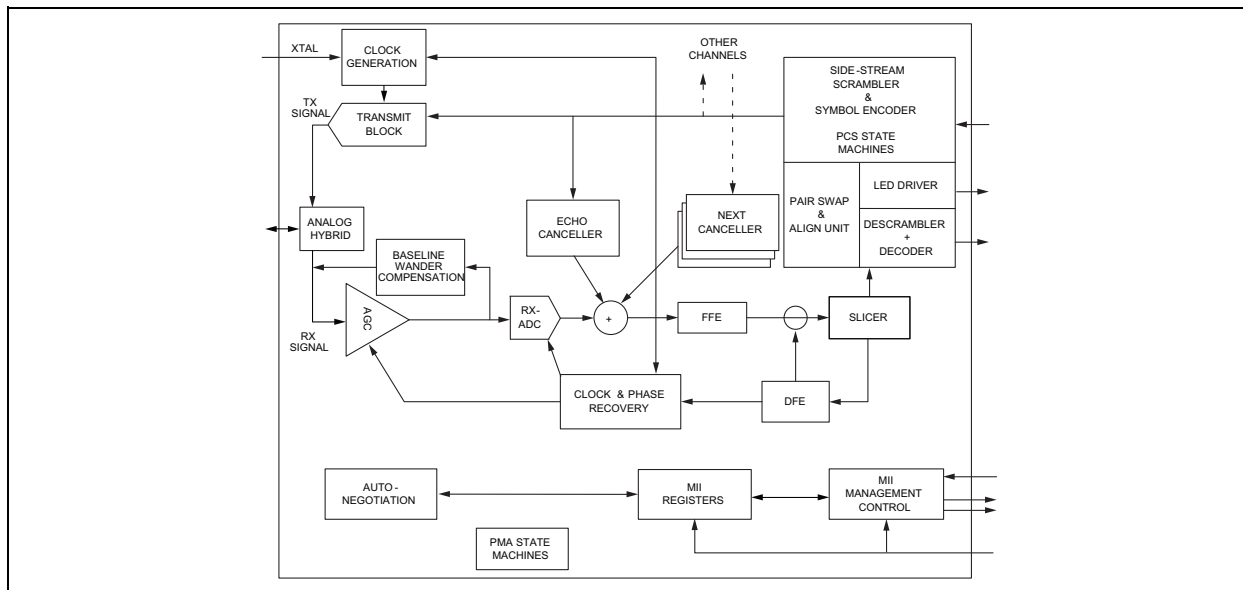 XTAL
CLOCK
GENERATION
OTHER
CHANNELS
SIDE-STREAM
SCRAMBLER
&
SYMBOL ENCODER
PCS STATE
MACHINES
TX
SIGNAL
TRANSMIT
BLOCK
LED DRIVER
PAIR SWAP
&
ALIGN UNIT
DESCRAMBLER
+
DECODER
ANALOG
HYBRID
ECHO
CANCELLER
NEXT
CANCELLER
BASELINE
WANDER
COMPENSATION
AGC
RX-
ADC
+
FFE
SLICER
RX
SIGNAL
CLOCK & PHASE
RECOVERY
DFE
AUTO-
NEGOTIATION
MII
REGISTERS
MII
MANAGEMENT
CONTROL
PMA STATE
MACHINES